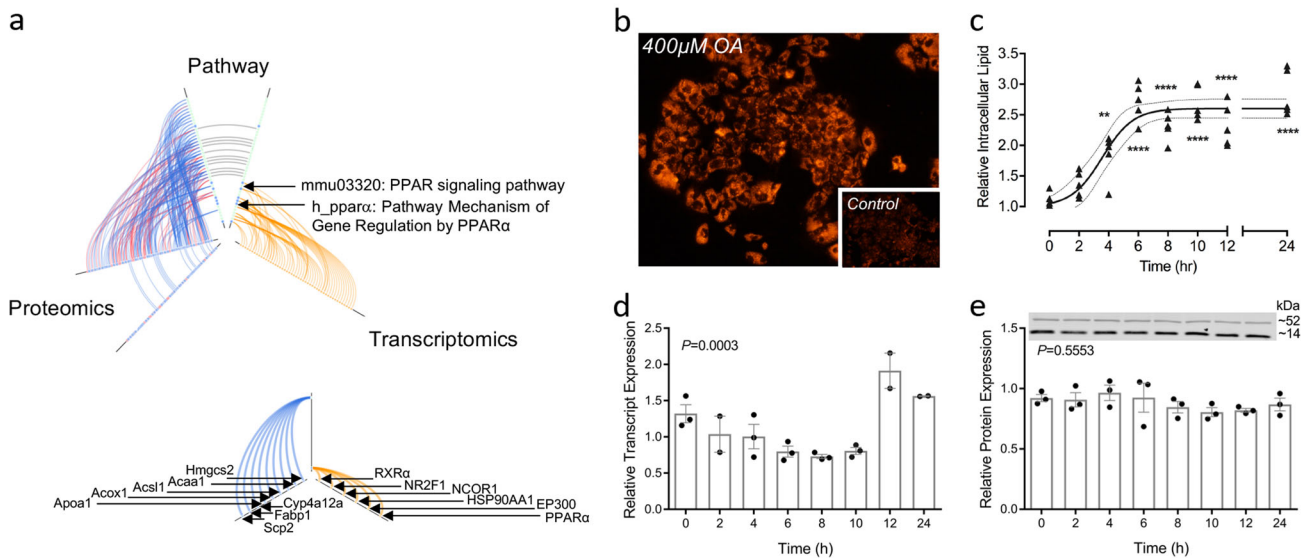 a
Pathway
mmu03320: PPAR signaling pathway
h_pparα: Pathway Mechanism of
Gene Regulation by PPARα
Proteomics
Transcriptomics
Hmgcs2
Acaa1
Acsl1
Acox1
Apoa1
Cyp4a12a
Fabp1
Scp2
RXRα
NR2F1
NCOR1
HSP90AA1
EP300
PPARα
b
400µM OA
Control
c
Relative Intracellular Lipid
3.5
3.0
2.5
2.0
1.5
1.0
**
****
****
****
****
****
****
0 2 4 6 8 10 12 24
Time (hr)
d
Relative Transcript Expression
2.5
2.0
1.5
1.0
0.5
0.0
P=0.0003
0 2 4 6 8 10 12 24
Time (h)
e
kDa
~52
~14
Relative Protein Expression
1.5
1.0
0.5
0.0
P=0.5553
0 2 4 6 8 10 12 24
Time (h)